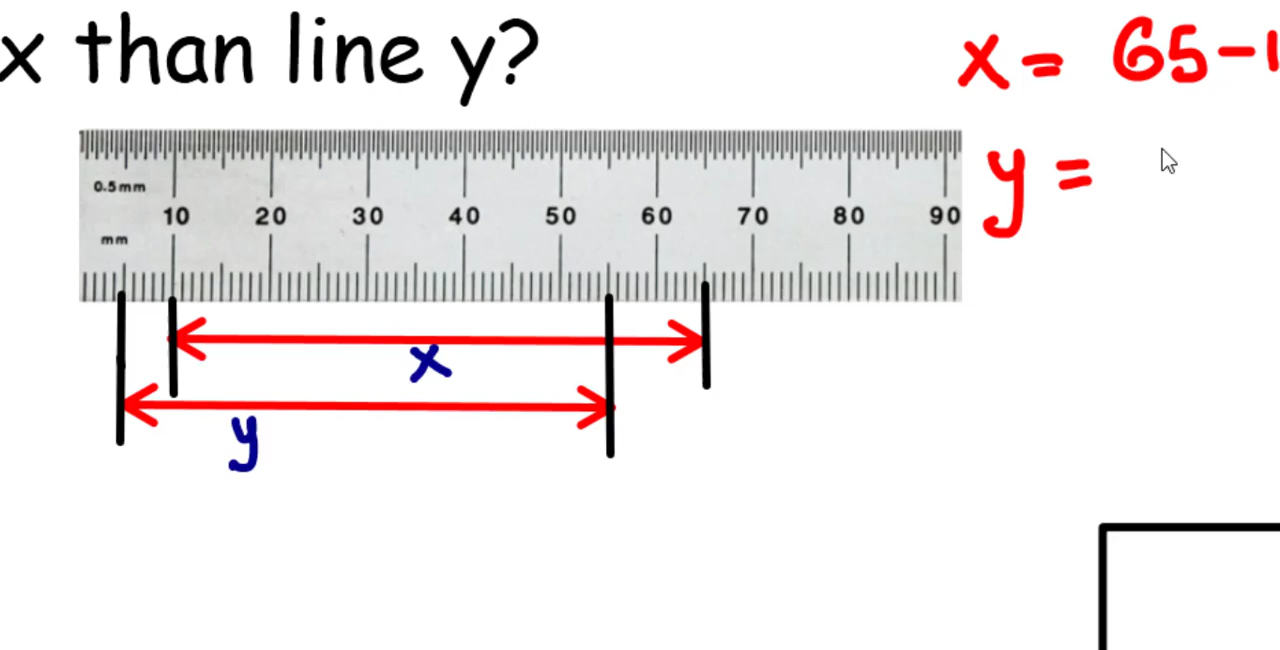 x than line y?
x = 65-1
y =
0.5mm
10 20 30 40 50 60 70 80 90
mm
x
y